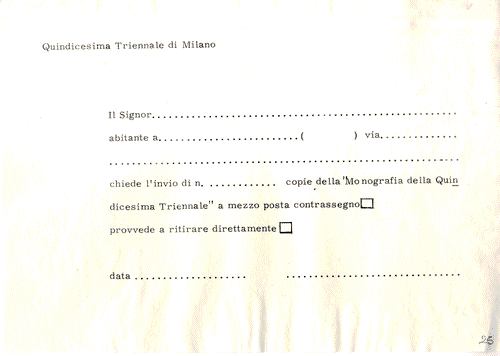 Quindicesima Triennale di Milano
Il Signor..................................................
abitante a........................( ) via..............
..........................................................
chiede l'invio di n. ............ copie della "Monografia della Quin
dicesima Triennale" a mezzo posta contrassegno
provvede a ritirare direttamente
data ................... .............................
25